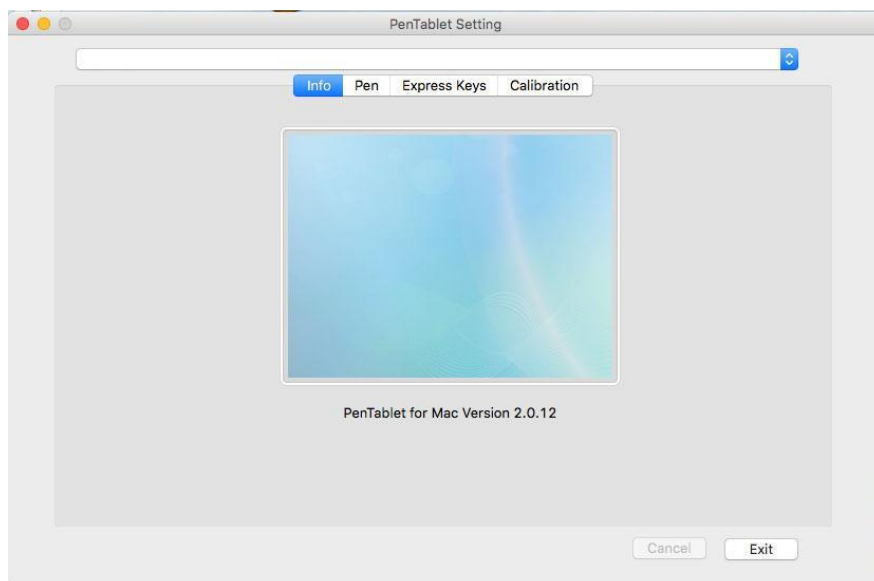 PenTablet Setting
Info Pen Express Keys Calibration
PenTablet for Mac Version 2.0.12
Cancel Exit